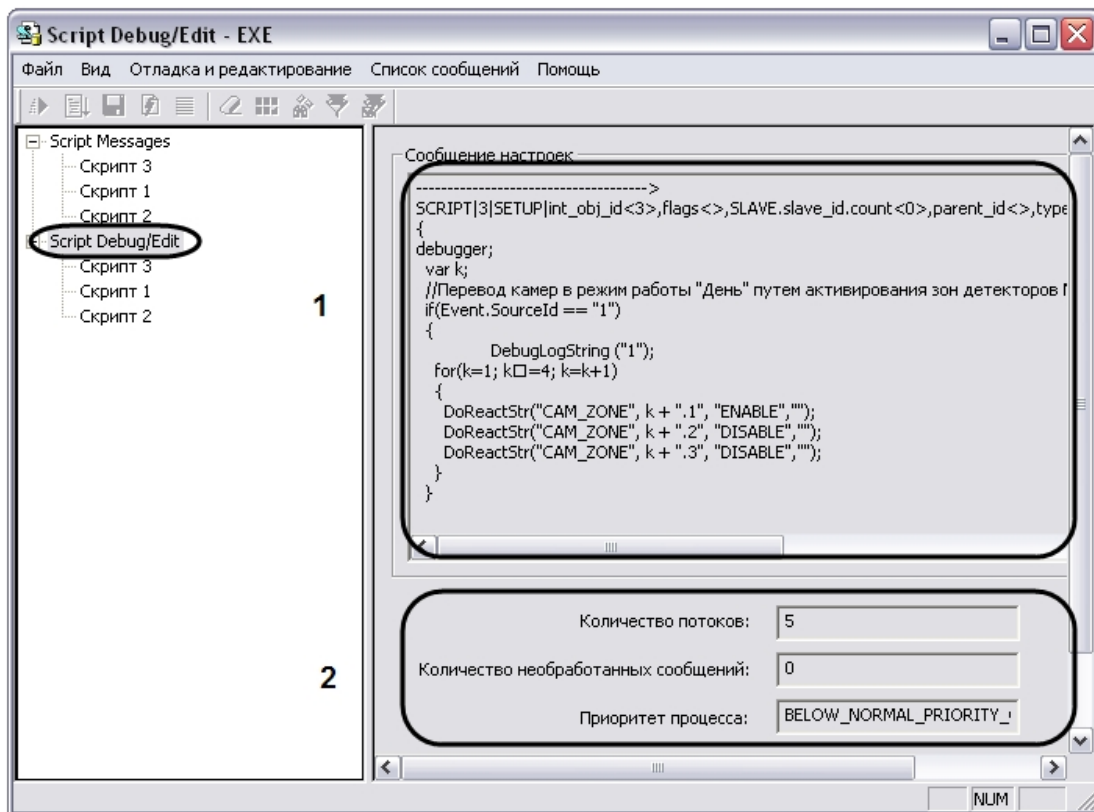 Script Debug/Edit - EXE
Файл Вид Отладка и редактирование Список сообщений Помощь
Script Messages
Скрипт 3
Скрипт 1
Скрипт 2
Script Debug/Edit
Скрипт 3
Скрипт 1
Скрипт 2
1
Сообщение настроек
------------------------------------->
SCRIPT|3|SETUP|int_obj_id<3>,flags<>,SLAVE.slave_id.count<0>,parent_id<>,type
{
debugger;
var k;
//Перевод камер в режим работы "День" путем активирования зон детекторов
if(Event.SourceId == "1")
{
DebugLogString ("1");
for(k=1; k□=4; k=k+1)
{
DoReactStr("CAM_ZONE", k + ".1", "ENABLE","");
DoReactStr("CAM_ZONE", k + ".2", "DISABLE","");
DoReactStr("CAM_ZONE", k + ".3", "DISABLE","");
}
}
2
Количество потоков: 5
Количество необработанных сообщений: 0
Приоритет процесса: BELOW_NORMAL_PRIORITY_
NUM